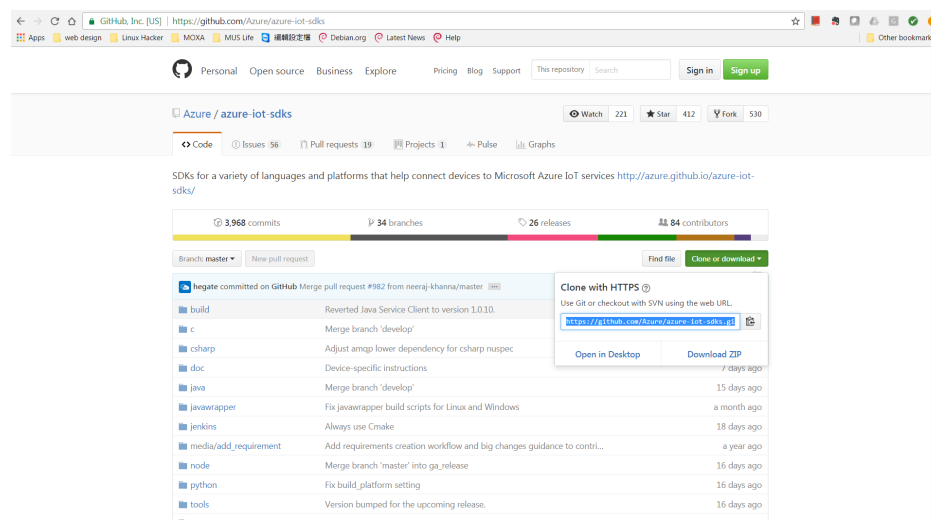 GitHub, Inc. [US] | https://github.com/Azure/azure-iot-sdks
Apps web design Linux Hacker MOXA MUS Life 編輯設定檔 Debian.org Latest News Help Other bookmark
Personal Open source Business Explore Pricing Blog Support This repository Search Sign in Sign up
Azure / azure-iot-sdks Watch 221 Star 412 Fork 530
Code Issues 56 Pull requests 19 Projects 1 Pulse Graphs
SDKs for a variety of languages and platforms that help connect devices to Microsoft Azure IoT services http://azure.github.io/azure-iot-
sdks/
3,968 commits 34 branches 26 releases 84 contributors
Branch: master New pull request Find file Clone or download
hegate committed on GitHub Merge pull request #982 from neeraj-khanna/master
Clone with HTTPS
Use Git or checkout with SVN using the web URL.
https://github.com/Azure/azure-iot-sdks.gi
Open in Desktop Download ZIP
build Reverted Java Service Client to version 1.0.10.
c Merge branch 'develop'
csharp Adjust amqp lower dependency for csharp nuspec
doc Device-specific instructions 7 days ago
java Merge branch 'develop' 15 days ago
javawrapper Fix javawrapper build scripts for Linux and Windows a month ago
jenkins Always use Cmake 18 days ago
media/add_requirement Add requirements creation workflow and big changes guidance to contri... a year ago
node Merge branch 'master' into ga_release 16 days ago
python Fix build_platform setting 16 days ago
tools Version bumped for the upcoming release. 16 days ago